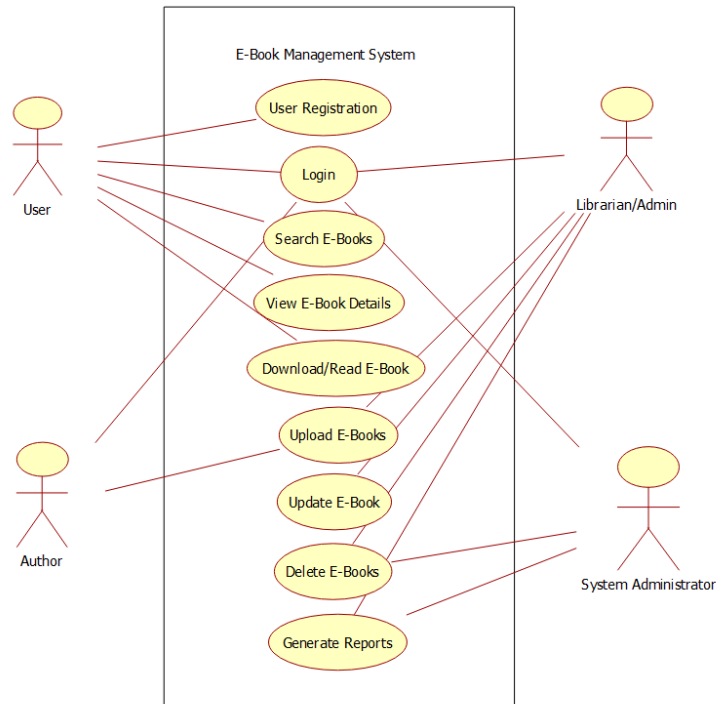 E-Book Management System
User Registration
Login
Search E-Books
View E-Book Details
Download/Read E-Book
Upload E-Books
Update E-Book
Delete E-Books
Generate Reports
User
Author
Librarian/Admin
System Administrator